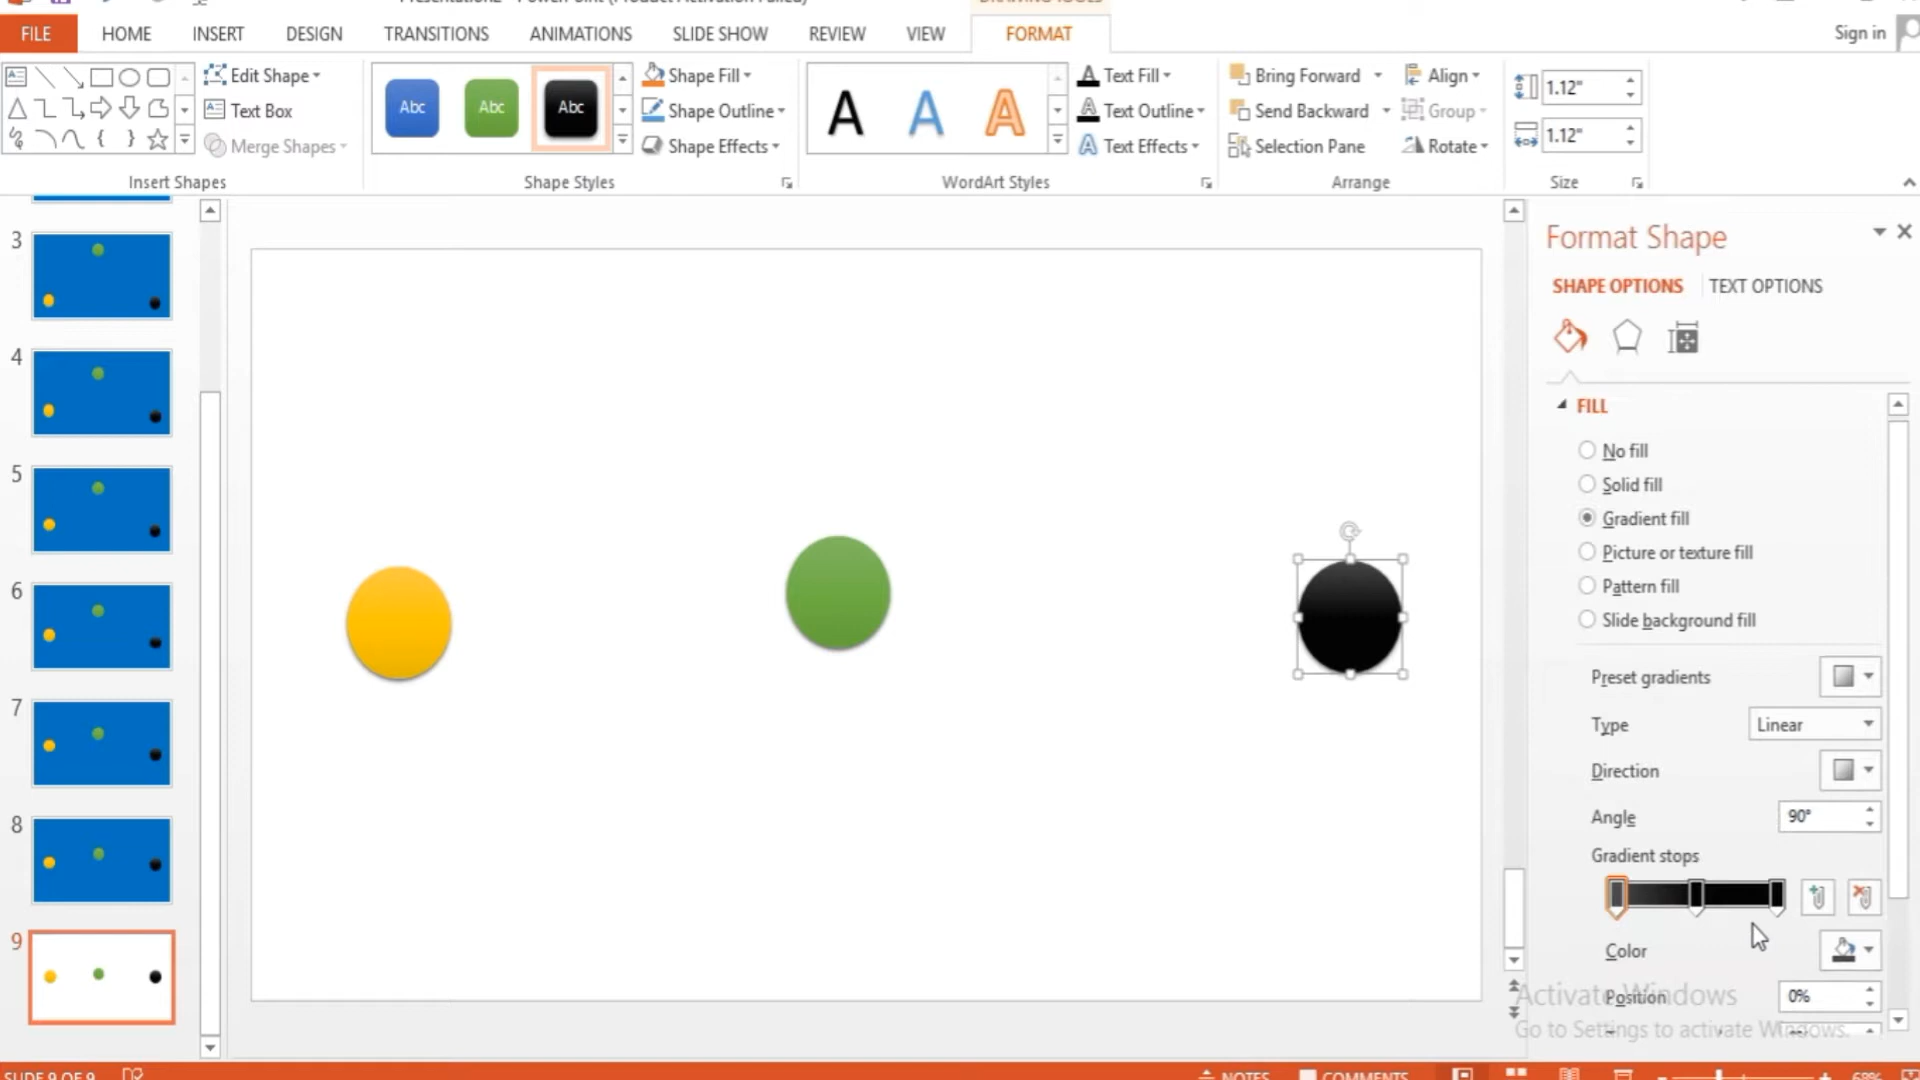 FILE HOME INSERT DESIGN TRANSITIONS ANIMATIONS SLIDE SHOW REVIEW VIEW FORMAT Sign in
Edit Shape
Text Box
Merge Shapes
Insert Shapes
Abc Abc Abc
Shape Fill
Shape Outline
Shape Effects
Shape Styles
A A A
Text Fill
Text Outline
Text Effects
WordArt Styles
Bring Forward
Send Backward
Selection Pane
Align
Group
Rotate
Arrange
1.12"
1.12"
Size
3
4
5
6
7
8
9
Format Shape
SHAPE OPTIONS TEXT OPTIONS
FILL
No fill
Solid fill
Gradient fill
Picture or texture fill
Pattern fill
Slide background fill
Preset gradients
Type Linear
Direction
Angle 90°
Gradient stops
Color
Position 0%
Activate Windows
Go to Settings to activate Windows.
SLIDE 9 OF 9 NOTES COMMENTS 68%